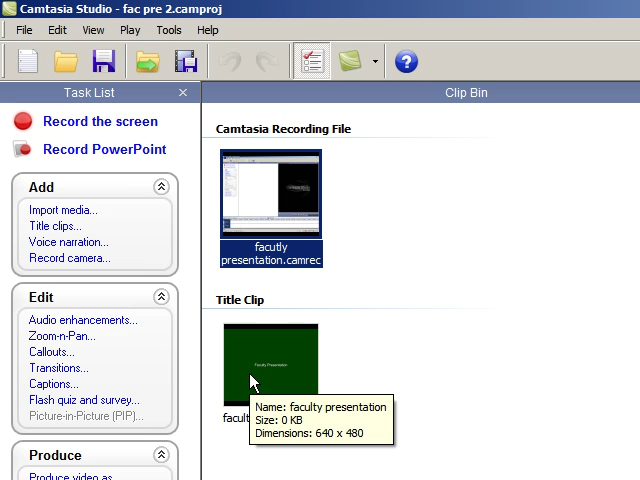 Camtasia Studio - fac pre 2.camproj
File Edit View Play Tools Help
Task List
Clip Bin
Record the screen
Record PowerPoint
Add
Import media...
Title clips...
Voice narration...
Record camera...
Edit
Audio enhancements...
Zoom-n-Pan...
Callouts...
Transitions...
Captions...
Flash quiz and survey...
Picture-in-Picture (PIP)...
Produce
Produce video as
Camtasia Recording File
facutly
presentation.camrec
Title Clip
Faculty Presentation
facult
Name: faculty presentation
Size: 0 KB
Dimensions: 640 x 480